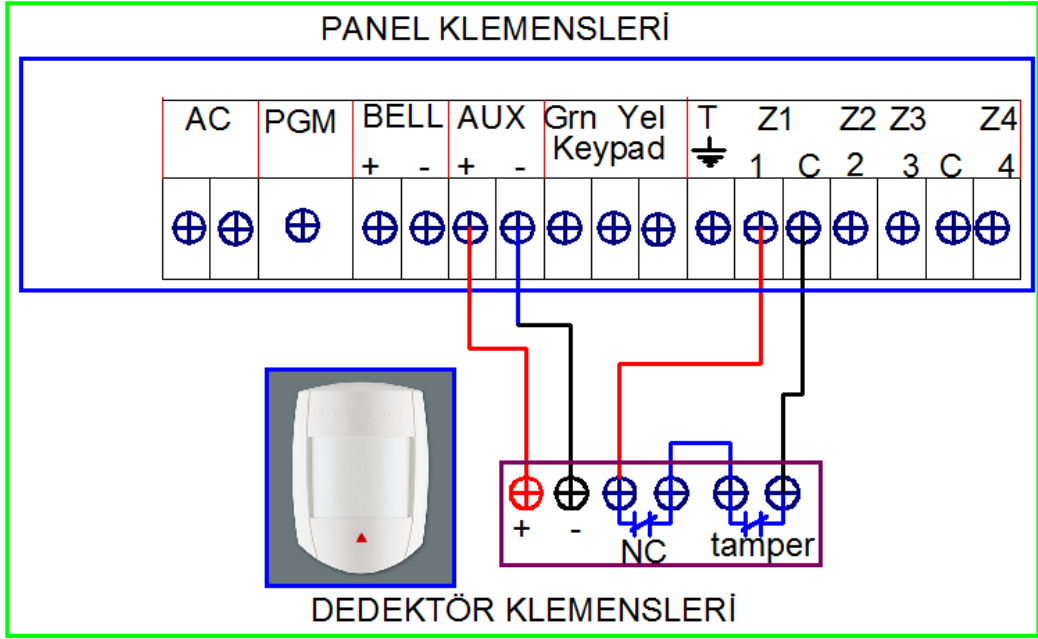 PANEL KLEMENSLERİ
AC PGM BELL AUX Grn Yel T Z1 Z2 Z3 Z4
Keypad
+ - + - 1 C 2 3 C 4
+ - NC tamper
DEDEKTÖR KLEMENSLERİ